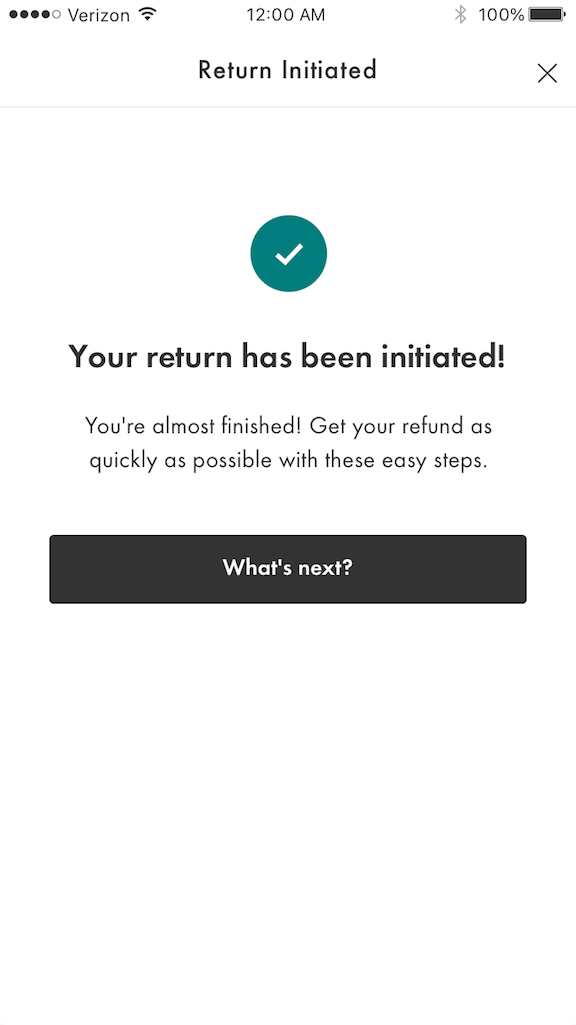 Verizon 12:00 AM 100%
Return Initiated
Your return has been initiated!
You're almost finished! Get your refund as
quickly as possible with these easy steps.
What's next?